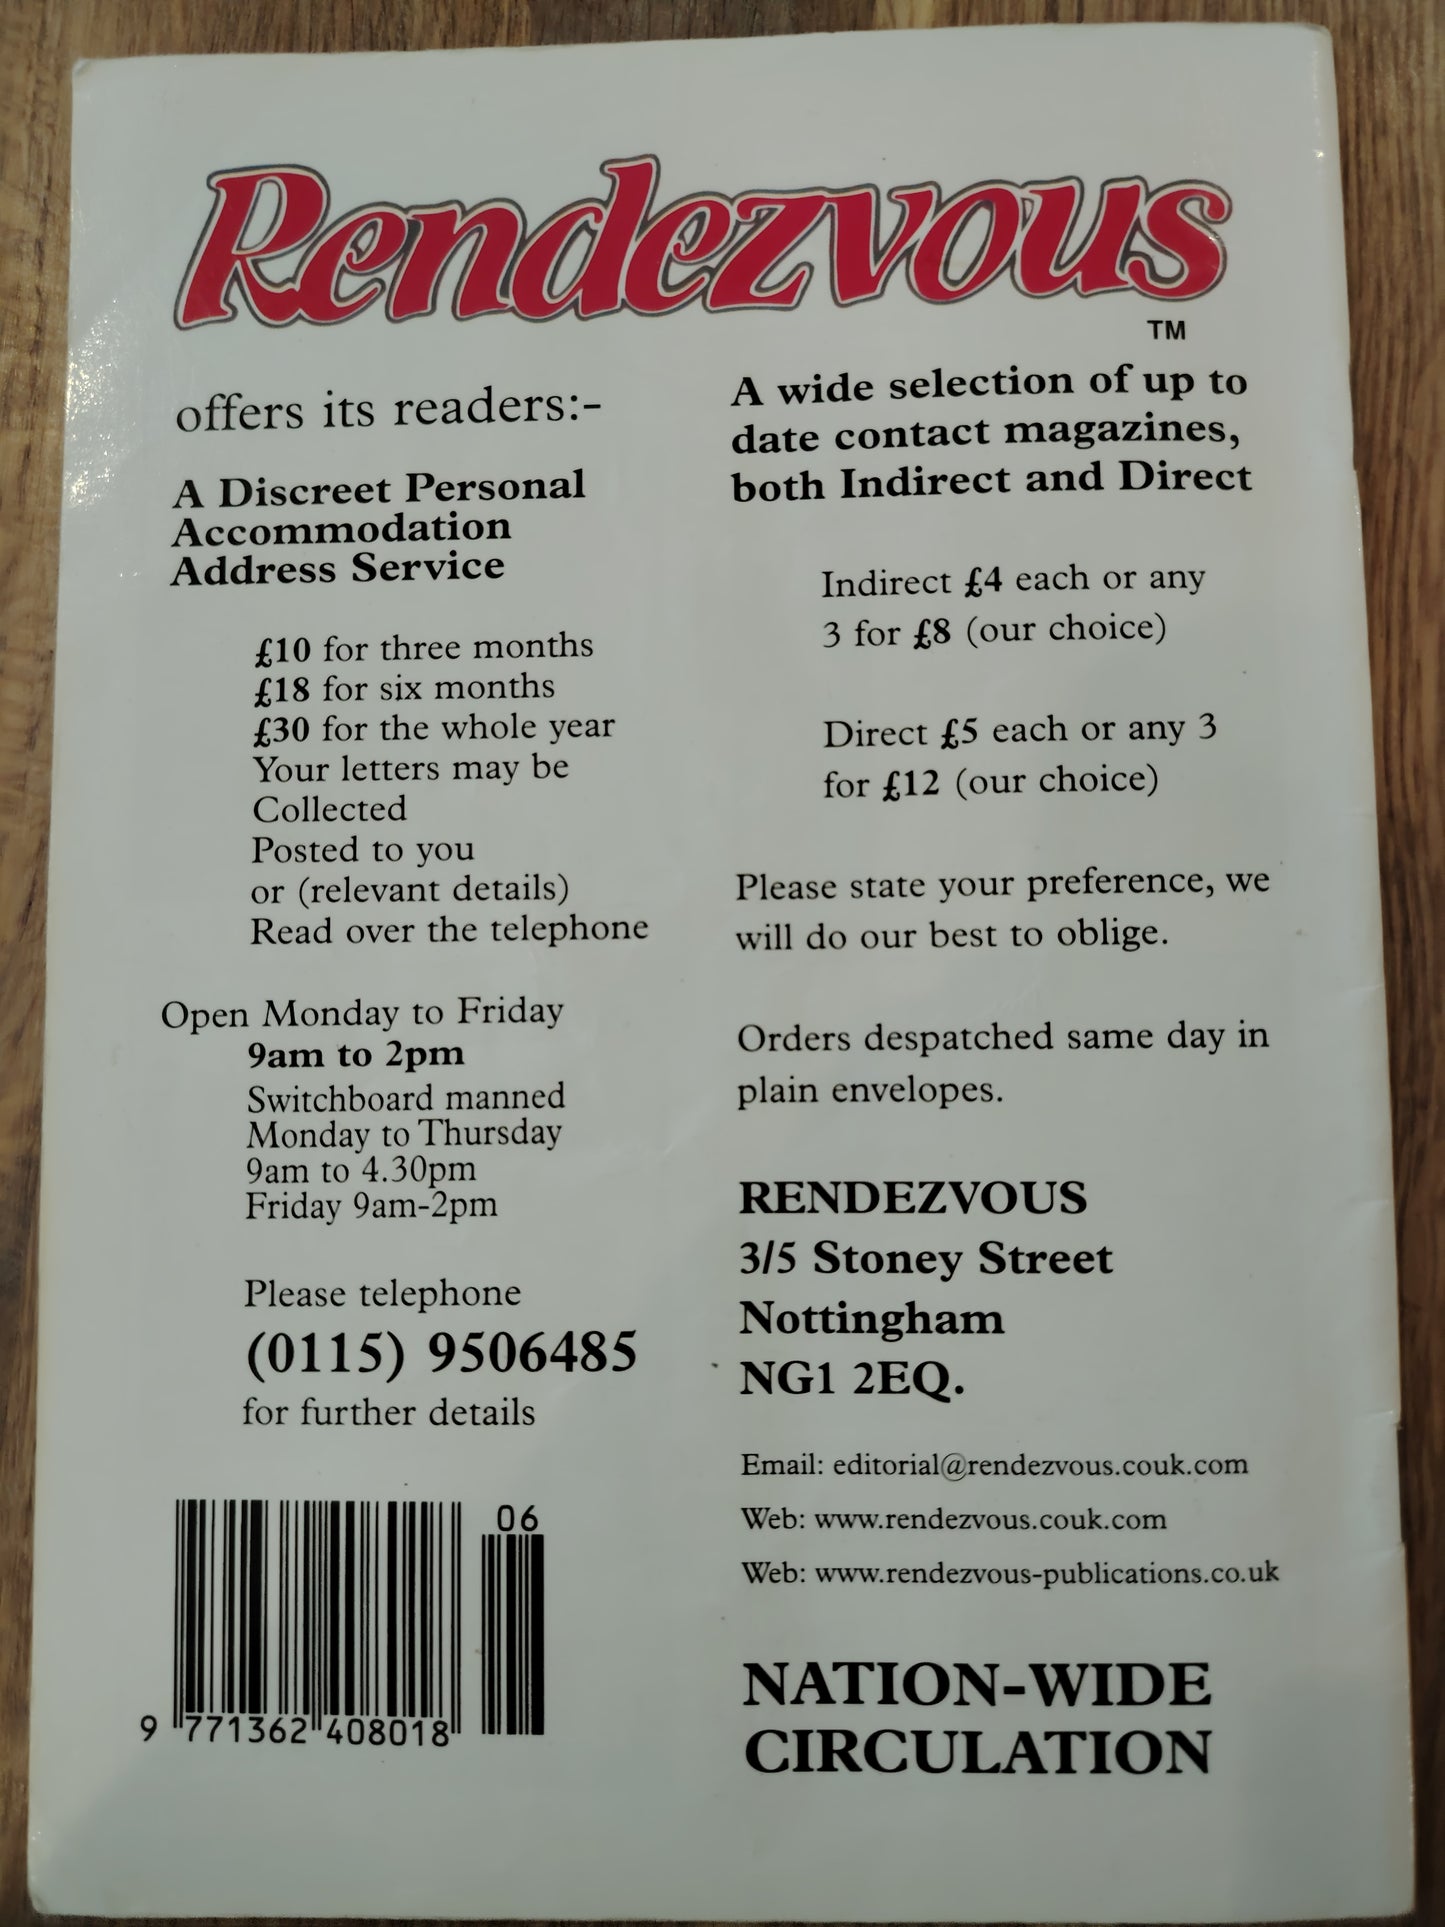 Rendezvous
TM
offers its readers:-
A Discreet Personal
Accommodation
Address Service
£10 for three months
£18 for six months
£30 for the whole year
Your letters may be
Collected
Posted to you
or (relevant details)
Read over the telephone
Open Monday to Friday
9am to 2pm
Switchboard manned
Monday to Thursday
9am to 4.30pm
Friday 9am-2pm
Please telephone
(0115) 9506485
for further details
06
9 771362 408018
A wide selection of up to
date contact magazines,
both Indirect and Direct
Indirect £4 each or any
3 for £8 (our choice)
Direct £5 each or any 3
for £12 (our choice)
Please state your preference, we
will do our best to oblige.
Orders despatched same day in
plain envelopes.
RENDEZVOUS
3/5 Stoney Street
Nottingham
NG1 2EQ.
Email: editorial@rendezvous.couk.com
Web: www.rendezvous.couk.com
Web: www.rendezvous-publications.co.uk
NATION-WIDE
CIRCULATION